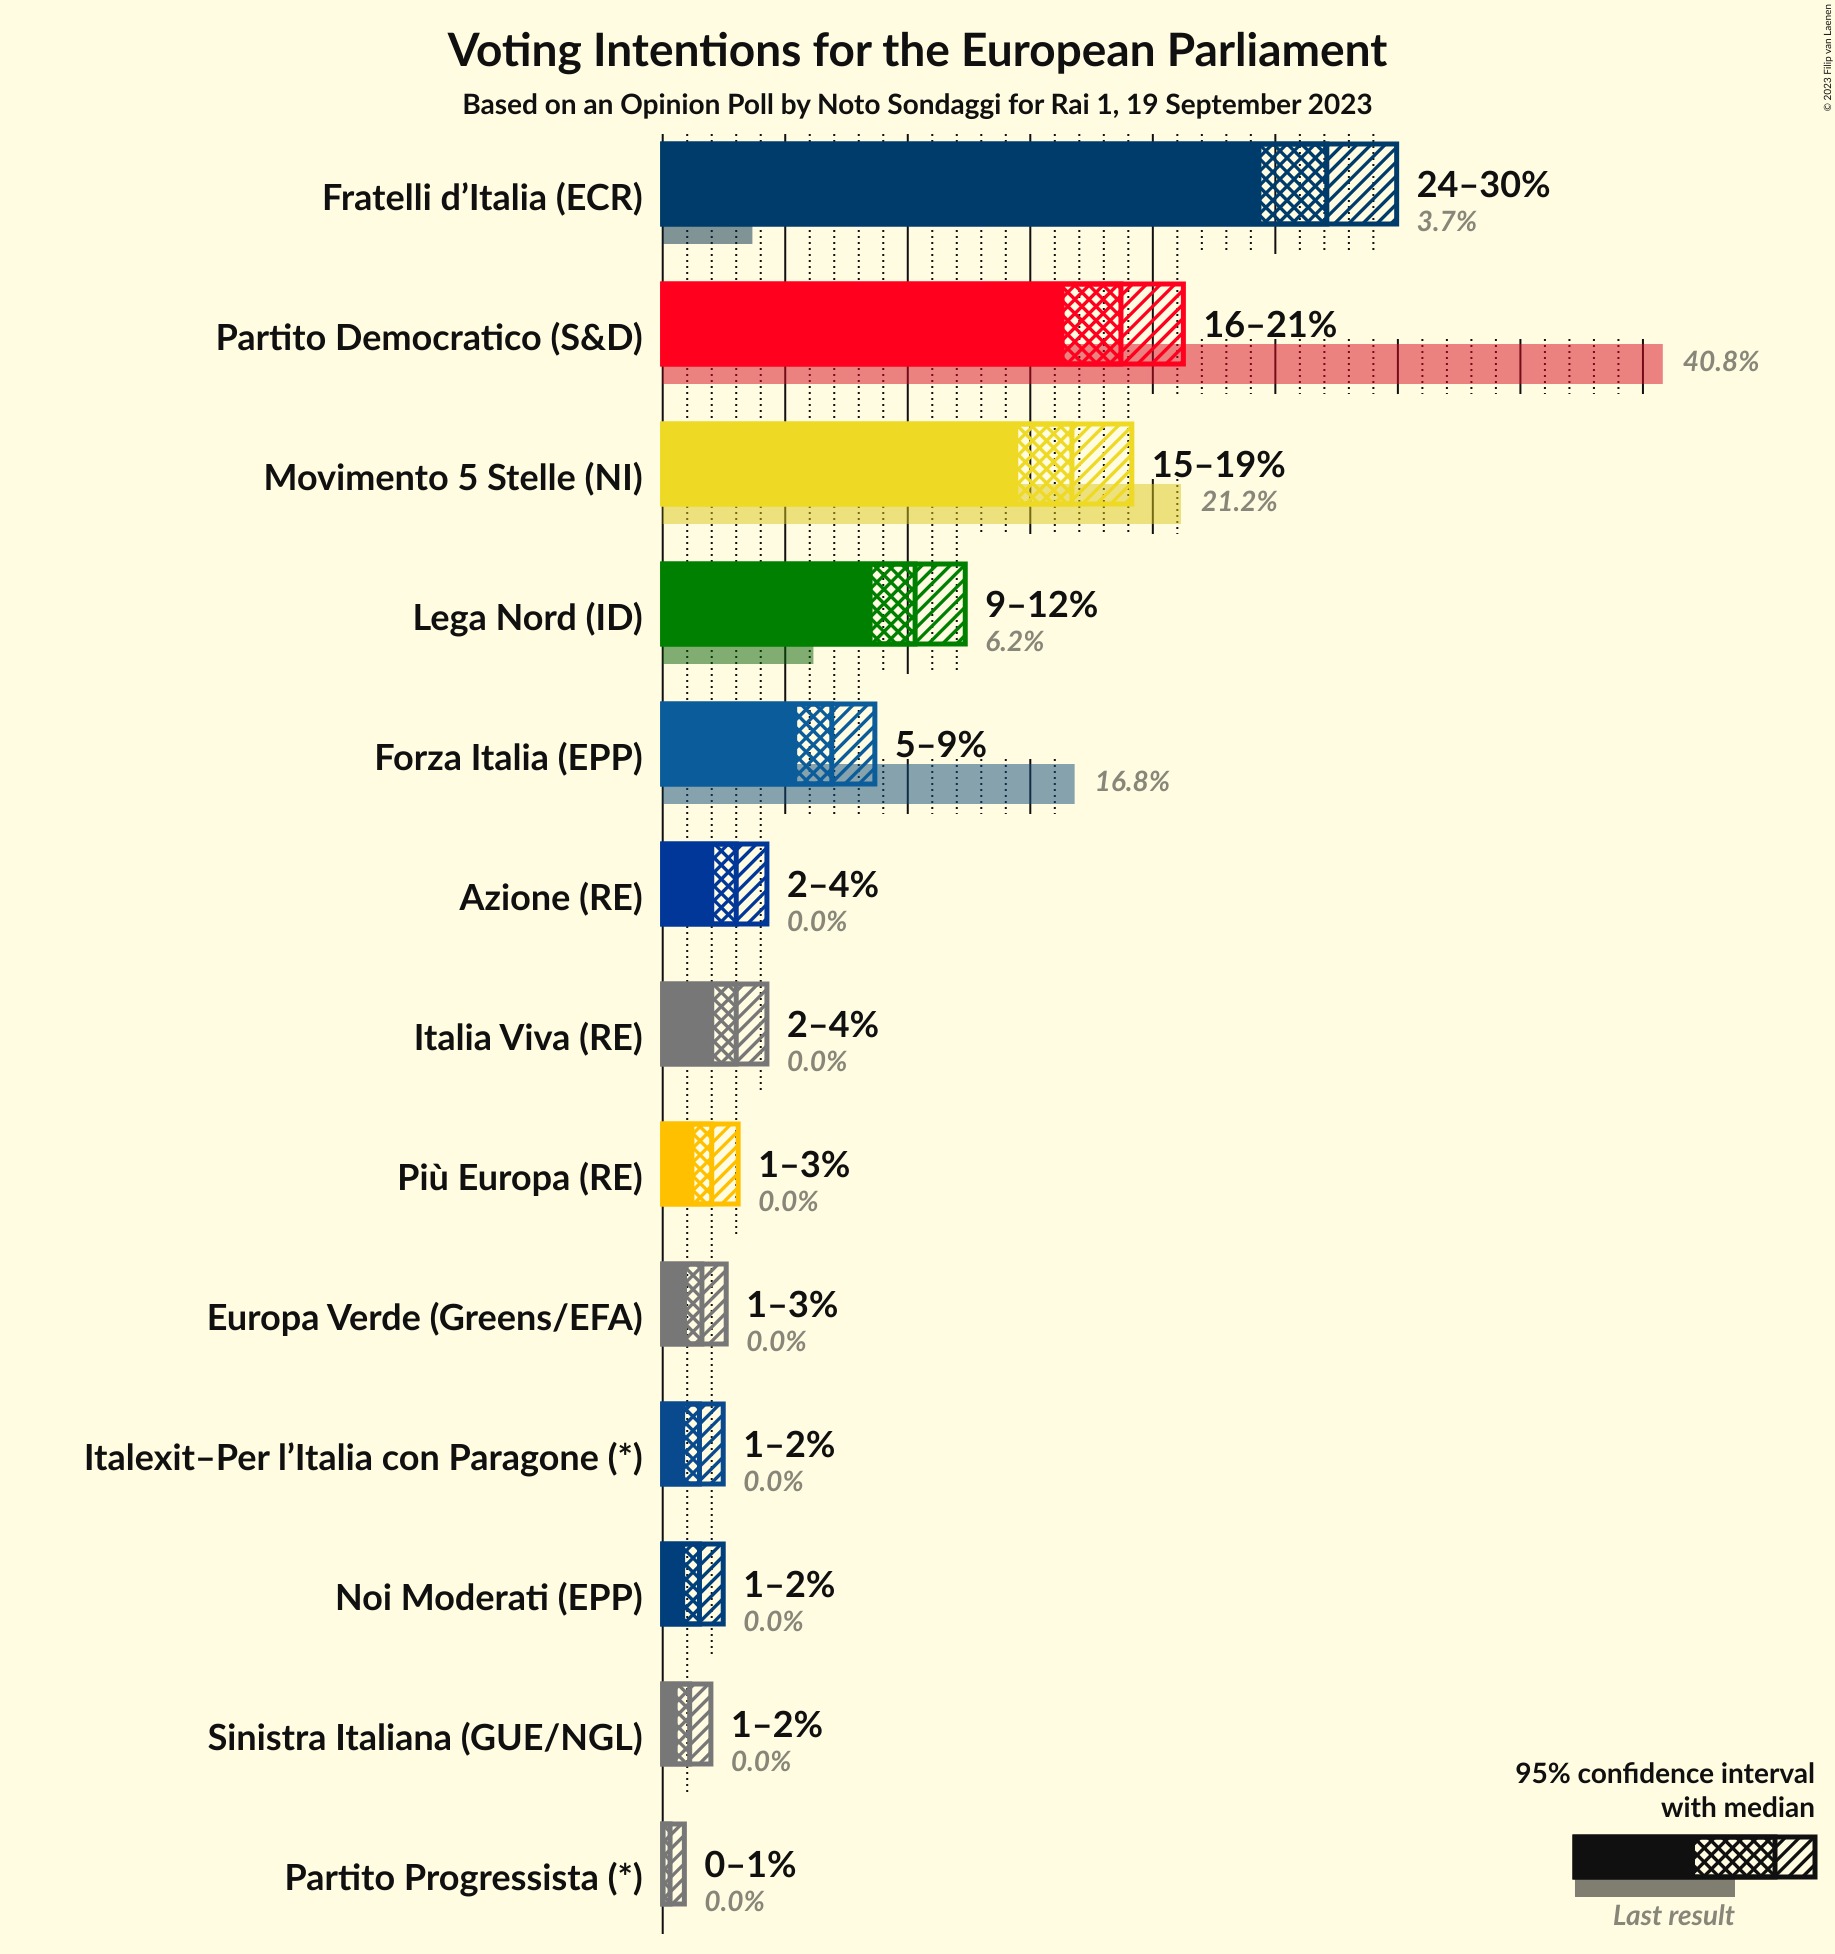 Voting Intentions for the European Parliament
Based on an Opinion Poll by Noto Sondaggi for Rai 1, 19 September 2023
© 2023 Filip van Laenen
Fratelli d’Italia (ECR)
24–30%
3.7%
Partito Democratico (S&D)
16–21%
40.8%
Movimento 5 Stelle (NI)
15–19%
21.2%
Lega Nord (ID)
9–12%
6.2%
Forza Italia (EPP)
5–9%
16.8%
Azione (RE)
2–4%
0.0%
Italia Viva (RE)
2–4%
0.0%
Più Europa (RE)
1–3%
0.0%
Europa Verde (Greens/EFA)
1–3%
0.0%
Italexit–Per l’Italia con Paragone (*)
1–2%
0.0%
Noi Moderati (EPP)
1–2%
0.0%
Sinistra Italiana (GUE/NGL)
1–2%
0.0%
Partito Progressista (*)
0–1%
0.0%
95% confidence interval
with median
Last result